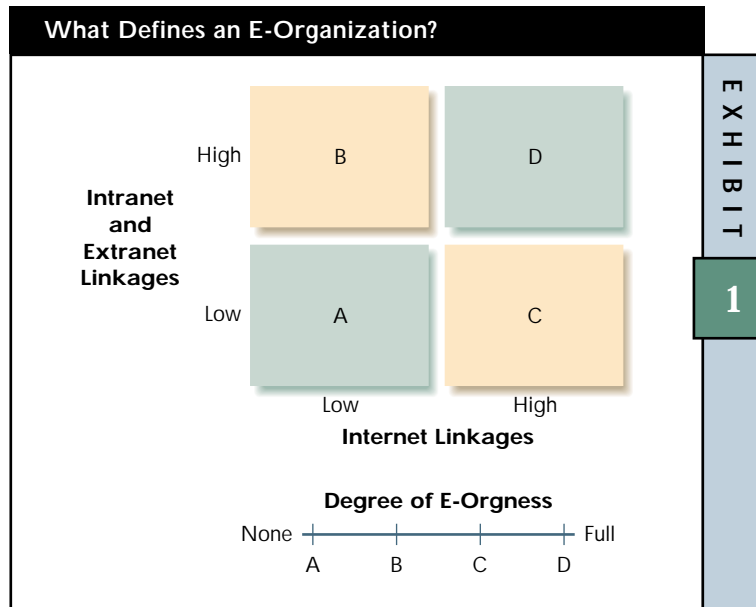 What Defines an E-Organization?
EXHIBIT
1
High
B
D
Intranet
and
Extranet
Linkages
Low
A
C
Low
High
Internet Linkages
Degree of E-Orgness
None
Full
A
B
C
D